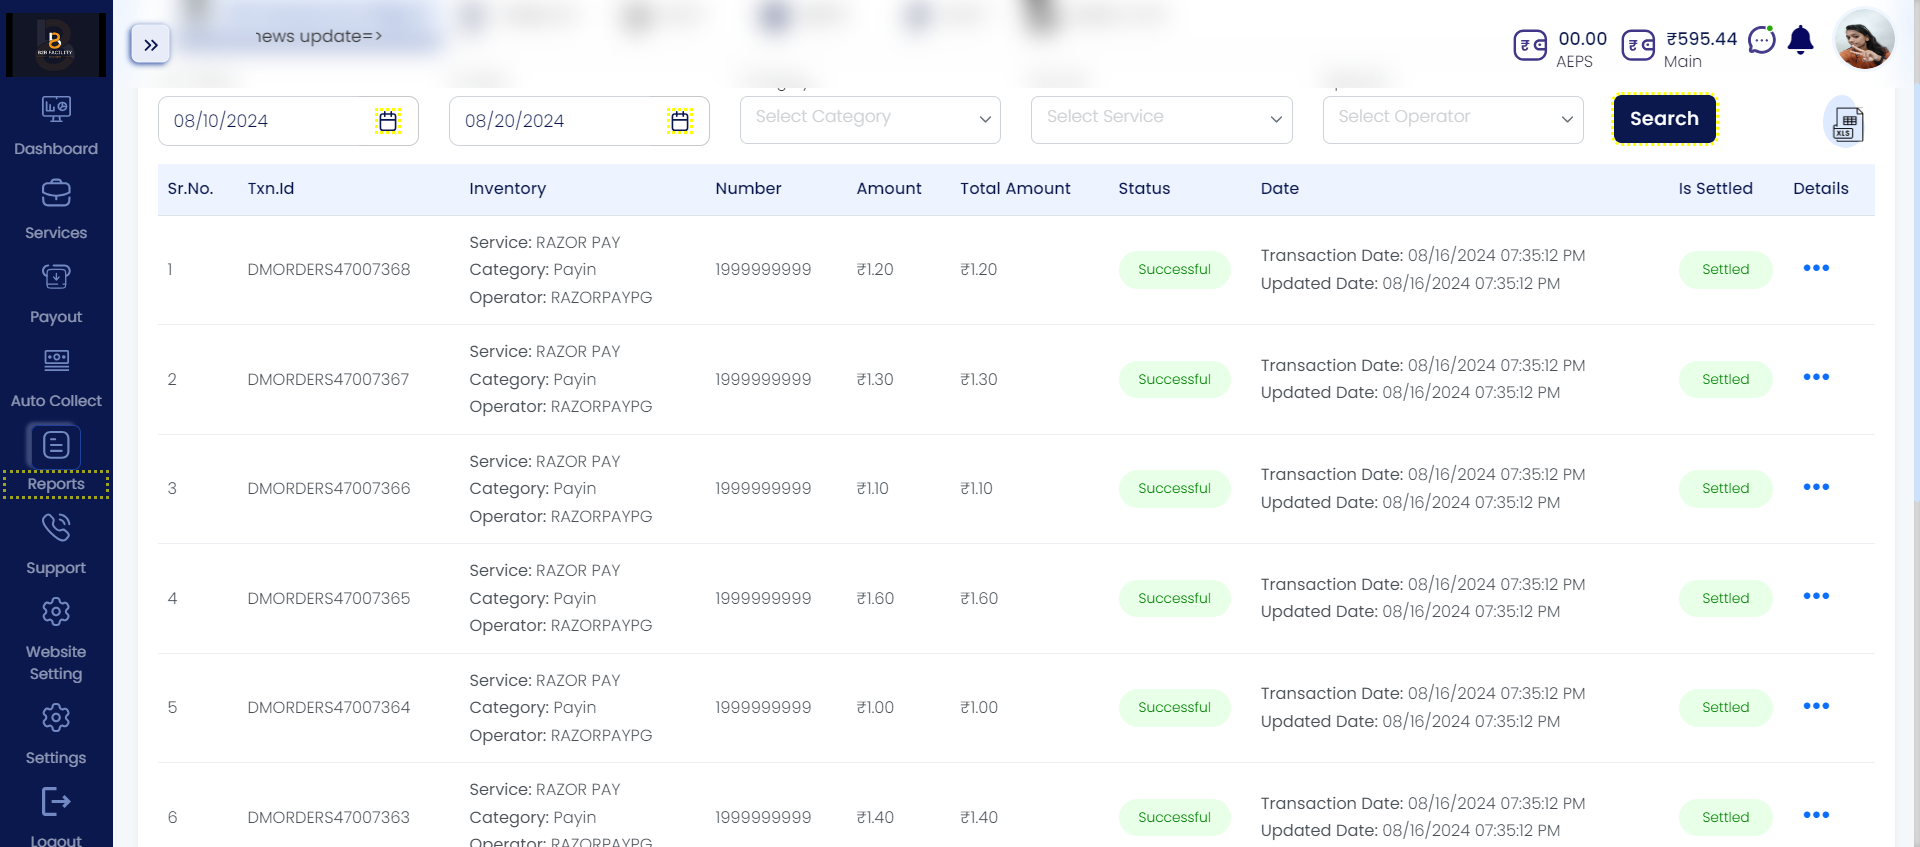 B2B FACILITY
news update=>
00.00
AEPS
₹595.44
Main
08/10/2024
08/20/2024
Select Category
Select Service
Select Operator
Search
XLS
Dashboard
Services
Payout
Auto Collect
Reports
Support
Website
Setting
Settings
Logout
Sr.No. Txn.Id Inventory Number Amount Total Amount Status Date Is Settled Details
Service: RAZOR PAY
Transaction Date: 08/16/2024 07:35:12 PM
1 DMORDERS47007368 Category: Payin 1999999999 ₹1.20 ₹1.20 Successful Settled
Updated Date: 08/16/2024 07:35:12 PM
Operator: RAZORPAYPG
Service: RAZOR PAY
Transaction Date: 08/16/2024 07:35:12 PM
2 DMORDERS47007367 Category: Payin 1999999999 ₹1.30 ₹1.30 Successful Settled
Updated Date: 08/16/2024 07:35:12 PM
Operator: RAZORPAYPG
Service: RAZOR PAY
Transaction Date: 08/16/2024 07:35:12 PM
3 DMORDERS47007366 Category: Payin 1999999999 ₹1.10 ₹1.10 Successful Settled
Updated Date: 08/16/2024 07:35:12 PM
Operator: RAZORPAYPG
Service: RAZOR PAY
Transaction Date: 08/16/2024 07:35:12 PM
4 DMORDERS47007365 Category: Payin 1999999999 ₹1.60 ₹1.60 Successful Settled
Updated Date: 08/16/2024 07:35:12 PM
Operator: RAZORPAYPG
Service: RAZOR PAY
Transaction Date: 08/16/2024 07:35:12 PM
5 DMORDERS47007364 Category: Payin 1999999999 ₹1.00 ₹1.00 Successful Settled
Updated Date: 08/16/2024 07:35:12 PM
Operator: RAZORPAYPG
Service: RAZOR PAY
Transaction Date: 08/16/2024 07:35:12 PM
6 DMORDERS47007363 Category: Payin 1999999999 ₹1.40 ₹1.40 Successful Settled
Updated Date: 08/16/2024 07:35:12 PM
Operator: RAZORPAYPG